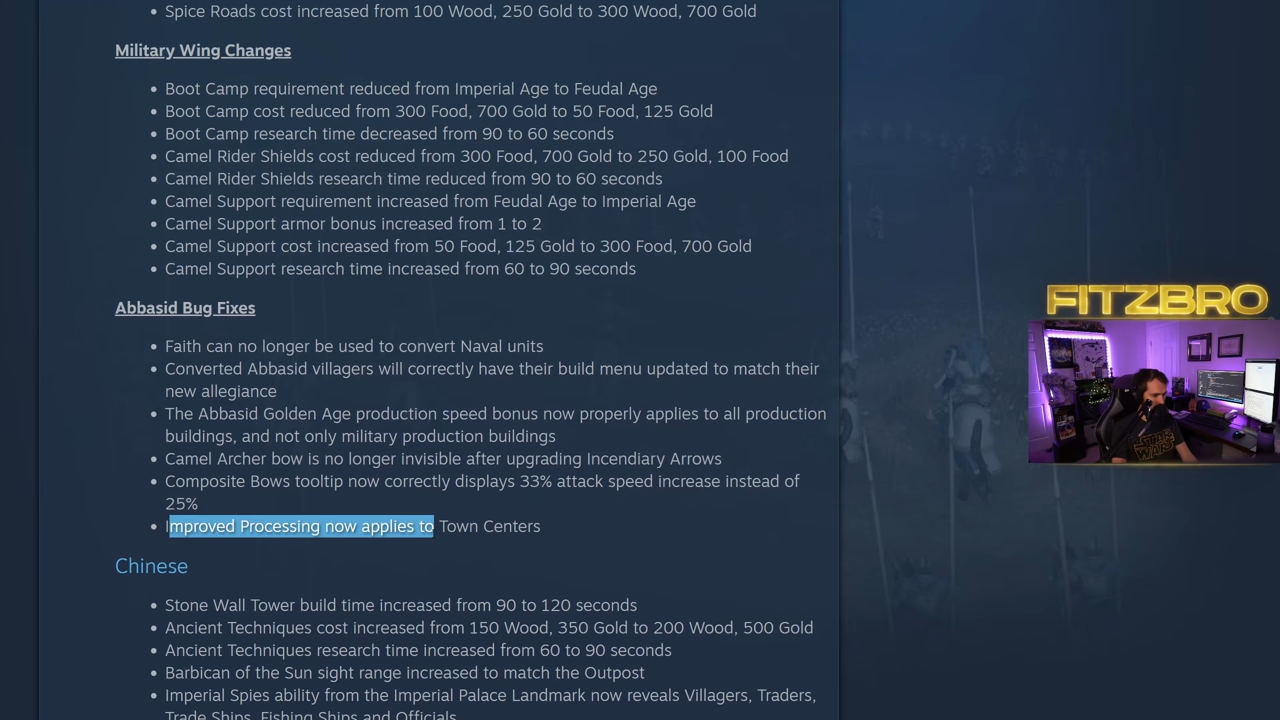 Spice Roads cost increased from 100 Wood, 250 Gold to 300 Wood, 700 Gold
Military Wing Changes
Boot Camp requirement reduced from Imperial Age to Feudal Age
Boot Camp cost reduced from 300 Food, 700 Gold to 50 Food, 125 Gold
Boot Camp research time decreased from 90 to 60 seconds
Camel Rider Shields cost reduced from 300 Food, 700 Gold to 250 Gold, 100 Food
Camel Rider Shields research time reduced from 90 to 60 seconds
Camel Support requirement increased from Feudal Age to Imperial Age
Camel Support armor bonus increased from 1 to 2
Camel Support cost increased from 50 Food, 125 Gold to 300 Food, 700 Gold
Camel Support research time increased from 60 to 90 seconds
Abbasid Bug Fixes
Faith can no longer be used to convert Naval units
Converted Abbasid villagers will correctly have their build menu updated to match their
new allegiance
The Abbasid Golden Age production speed bonus now properly applies to all production
buildings, and not only military production buildings
Camel Archer bow is no longer invisible after upgrading Incendiary Arrows
Composite Bows tooltip now correctly displays 33% attack speed increase instead of
25%
Improved Processing now applies to Town Centers
Chinese
Stone Wall Tower build time increased from 90 to 120 seconds
Ancient Techniques cost increased from 150 Wood, 350 Gold to 200 Wood, 500 Gold
Ancient Techniques research time increased from 60 to 90 seconds
Barbican of the Sun sight range increased to match the Outpost
Imperial Spies ability from the Imperial Palace Landmark now reveals Villagers, Traders,
Trade Ships, Fishing Ships and Officials
FITZBRO
STAR WARS